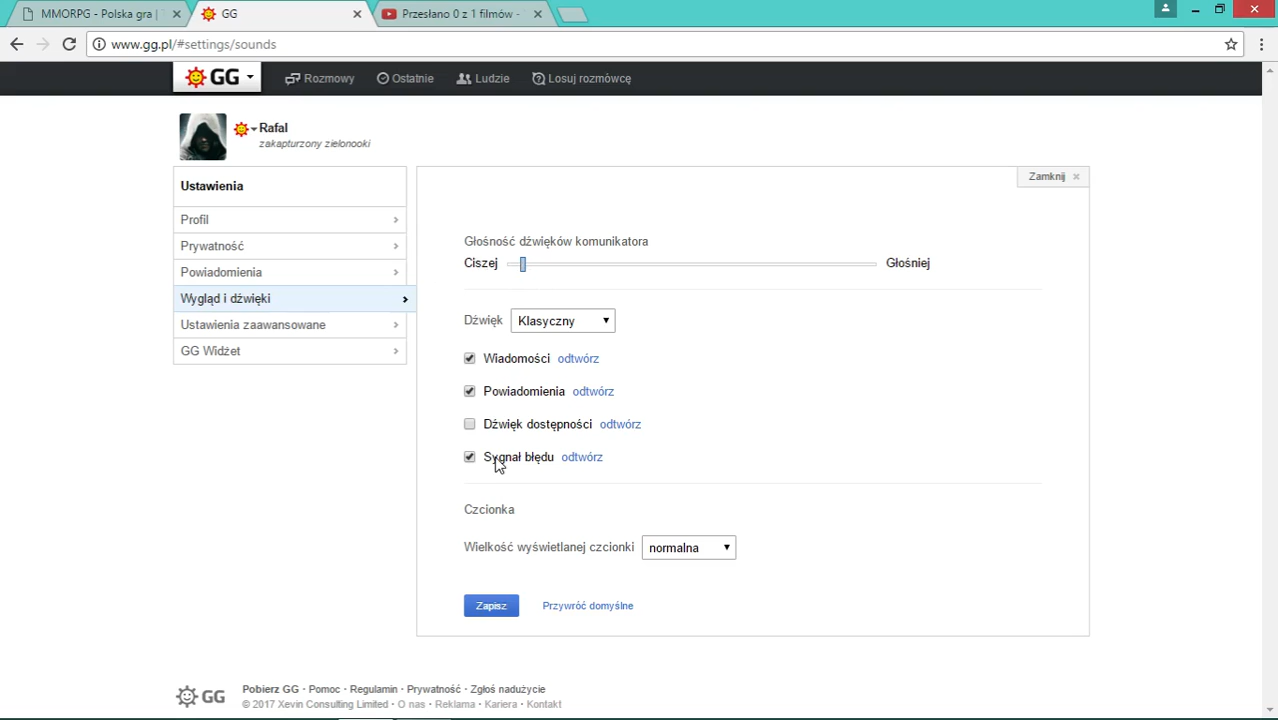 MMORPG - Polska gra |
GG
Przesłano 0 z 1 filmów -
www.gg.pl/#settings/sounds
GG Rozmowy Ostatnie Ludzie Losuj rozmówcę
Rafal
zakapturzony zielonooki
Ustawienia
Zamknij
Profil
Prywatność
Powiadomienia
Wygląd i dźwięki
Ustawienia zaawansowane
GG Widżet
Głośność dźwięków komunikatora
Ciszej Głośniej
Dźwięk Klasyczny
Wiadomości odtwórz
Powiadomienia odtwórz
Dźwięk dostępności odtwórz
Sygnał błędu odtwórz
Czcionka
Wielkość wyświetlanej czcionki normalna
Zapisz Przywróć domyślne
GG
Pobierz GG · Pomoc · Regulamin · Prywatność · Zgłoś nadużycie
© 2017 Xevin Consulting Limited · O nas · Reklama · Kariera · Kontakt